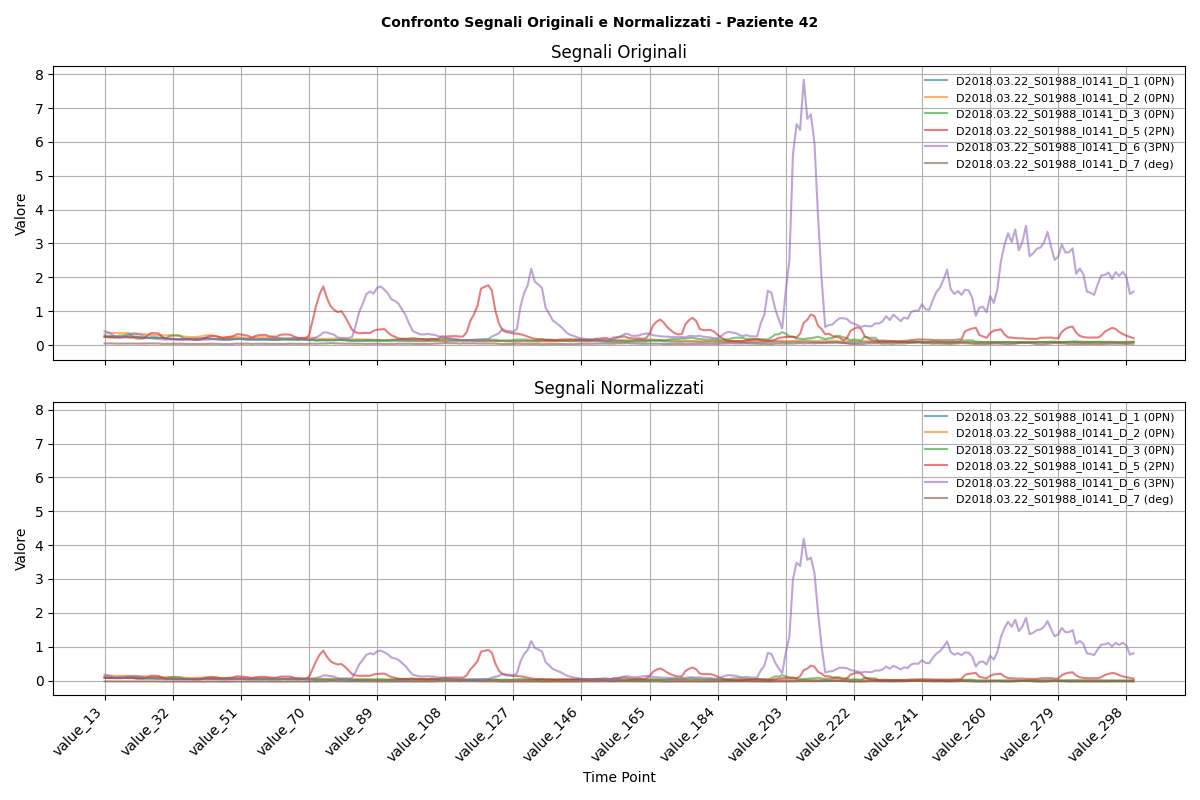 Confronto Segnali Originali e Normalizzati - Paziente 42
Segnali Originali
8
7
6
5
4
3
2
1
0
Valore
D2018.03.22_S01988_I0141_D_1 (0PN)
D2018.03.22_S01988_I0141_D_2 (0PN)
D2018.03.22_S01988_I0141_D_3 (0PN)
D2018.03.22_S01988_I0141_D_5 (2PN)
D2018.03.22_S01988_I0141_D_6 (3PN)
D2018.03.22_S01988_I0141_D_7 (deg)
Segnali Normalizzati
8
7
6
5
4
3
2
1
0
Valore
D2018.03.22_S01988_I0141_D_1 (0PN)
D2018.03.22_S01988_I0141_D_2 (0PN)
D2018.03.22_S01988_I0141_D_3 (0PN)
D2018.03.22_S01988_I0141_D_5 (2PN)
D2018.03.22_S01988_I0141_D_6 (3PN)
D2018.03.22_S01988_I0141_D_7 (deg)
value_13
value_32
value_51
value_70
value_89
value_108
value_127
value_146
value_165
value_184
value_203
value_222
value_241
value_260
value_279
value_298
Time Point